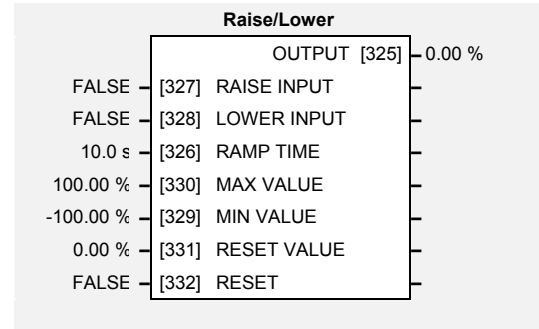 Raise/Lower
OUTPUT [325] 0.00 %
FALSE [327] RAISE INPUT
FALSE [328] LOWER INPUT
10.0 s [326] RAMP TIME
100.00 % [330] MAX VALUE
-100.00 % [329] MIN VALUE
0.00 % [331] RESET VALUE
FALSE [332] RESET